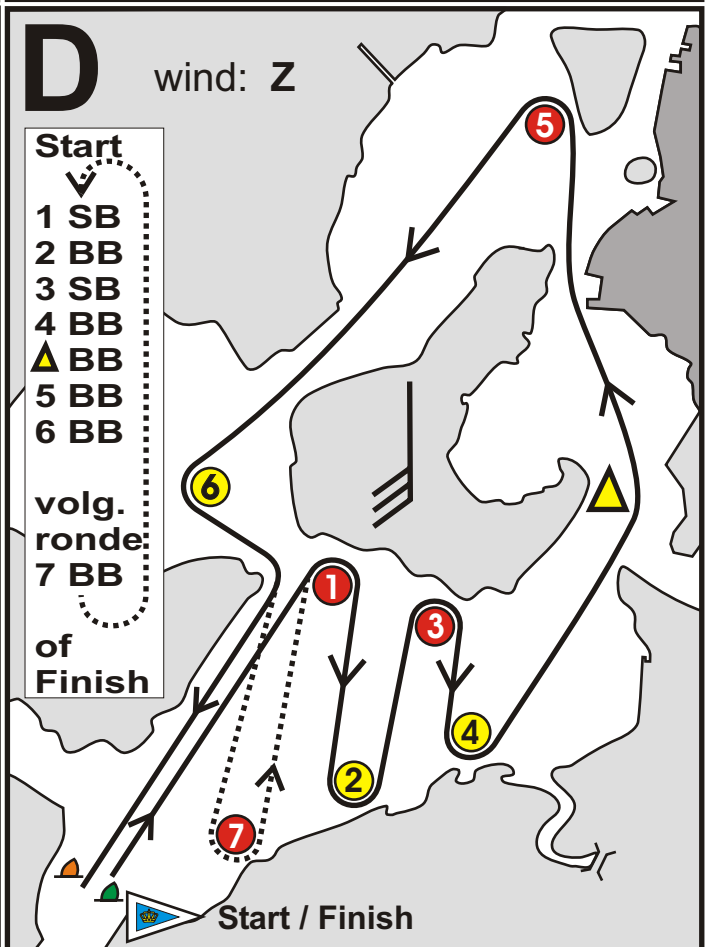 D
wind: Z
Start
1 SB
2 BB
3 SB
4 BB
BB
5 BB
6 BB
volg.
ronde
7 BB
of
Finish
5
6
1
3
4
2
7
Start / Finish